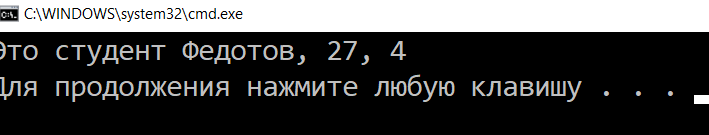 C:\WINDOWS\system32\cmd.exe
Это студент Федотов, 27, 4
Для продолжения нажмите любую клавишу . . .